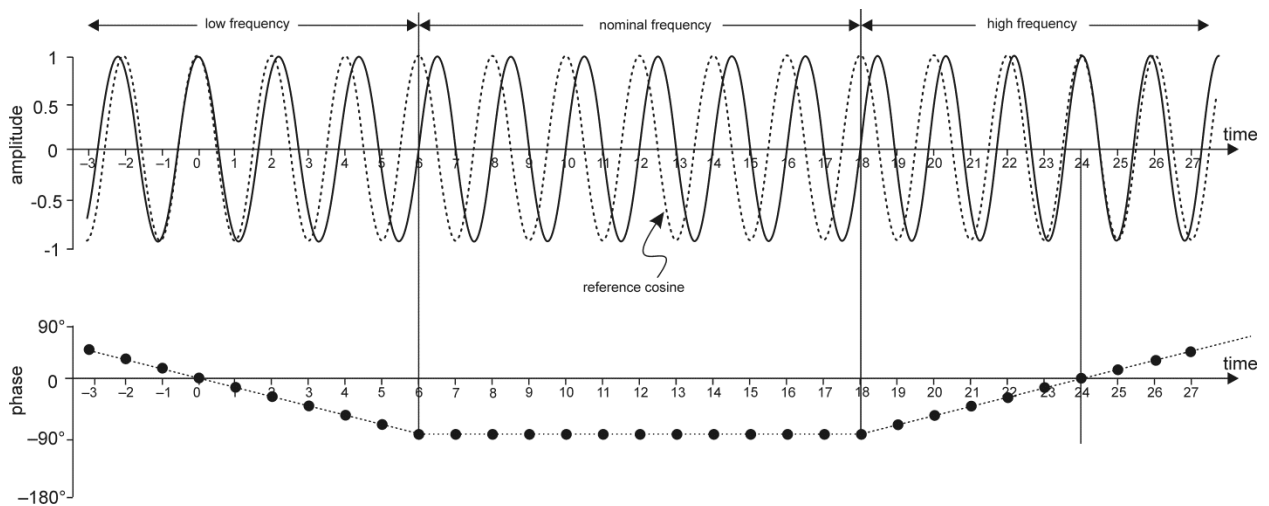 low frequency nominal frequency high frequency
amplitude
1
0.5
0
-0.5
-1
–3 –2 –1 0 1 2 3 4 5 6 7 8 9 10 11 12 13 14 15 16 17 18 19 20 21 22 23 24 25 26 27
time
reference cosine
phase
90°
0
–90°
–180°
–3 –2 –1 0 1 2 3 4 5 6 7 8 9 10 11 12 13 14 15 16 17 18 19 20 21 22 23 24 25 26 27
time